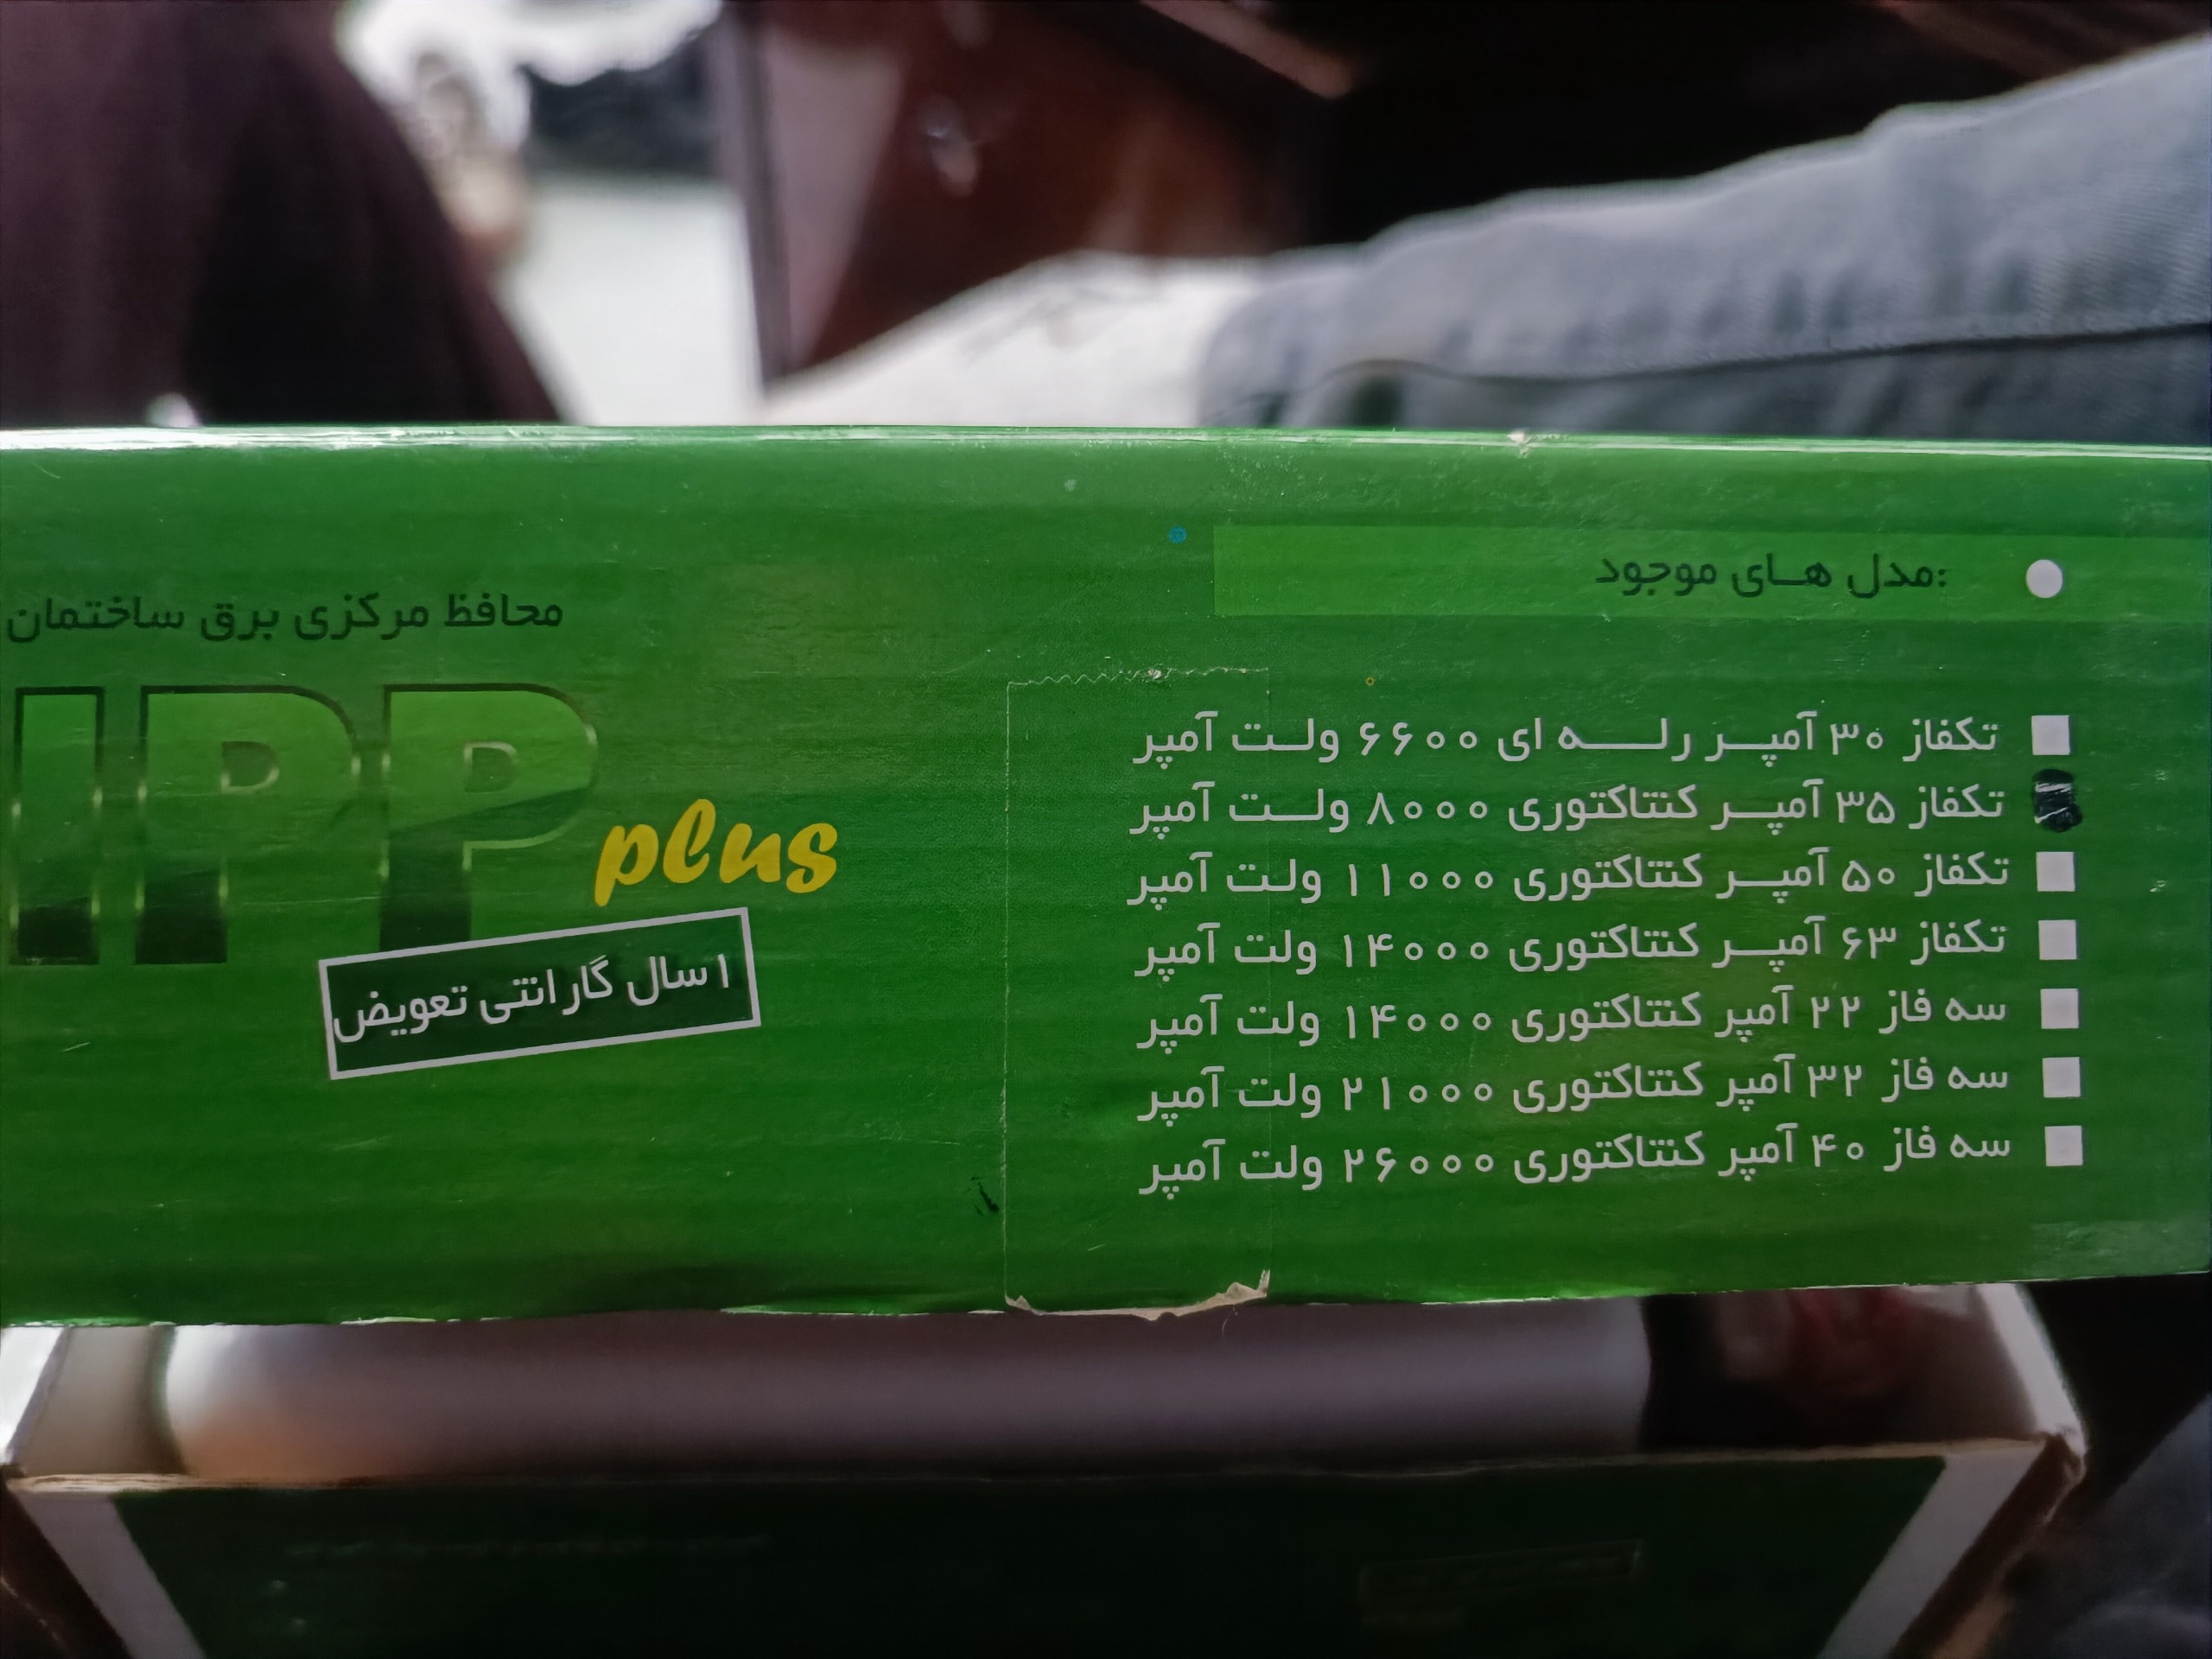 مدل های موجود:
تکفاز ۳۰ آمپر رله ای ۶۶۰۰ ولت آمپر
تکفاز ۳۵ آمپر کنتاکتوری ۸۰۰۰ ولت آمپر
تکفاز ۵۰ آمپر کنتاکتوری ۱۱۰۰۰ ولت آمپر
تکفاز ۶۳ آمپر کنتاکتوری ۱۴۰۰۰ ولت آمپر
سه فاز ۲۲ آمپر کنتاکتوری ۱۴۰۰۰ ولت آمپر
سه فاز ۳۲ آمپر کنتاکتوری ۲۱۰۰۰ ولت آمپر
سه فاز ۴۰ آمپر کنتاکتوری ۲۶۰۰۰ ولت آمپر
محافظ مرکزی برق ساختمان
IPP plus
۱ سال گارانتی تعویض